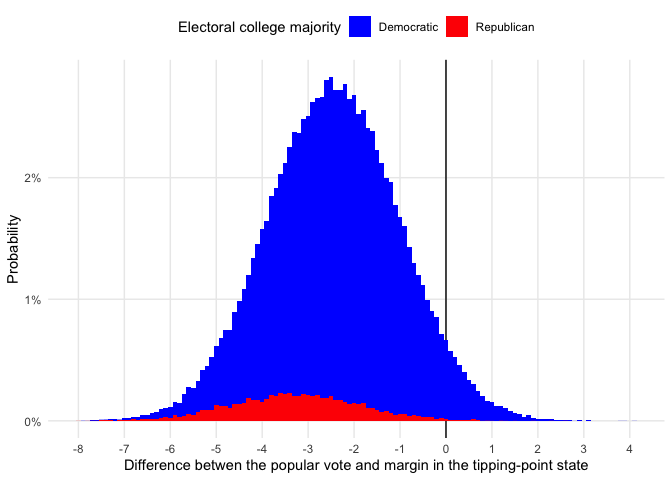 Electoral college majority Democratic Republican
Probability
2%
1%
0%
-8 -7 -6 -5 -4 -3 -2 -1 0 1 2 3 4
Difference betwen the popular vote and margin in the tipping-point state